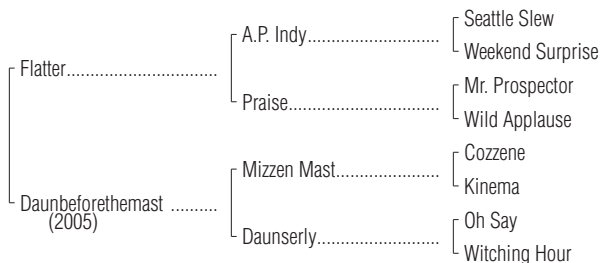 Seattle Slew
A.P. Indy..............................
Weekend Surprise
Flatter................................
Mr. Prospector
Praise......................................
Wild Applause
Cozzene
Mizzen Mast......................
Kinema
Daunbeforethemast ..........
(2005)
Oh Say
Daunserly..........................
Witching Hour